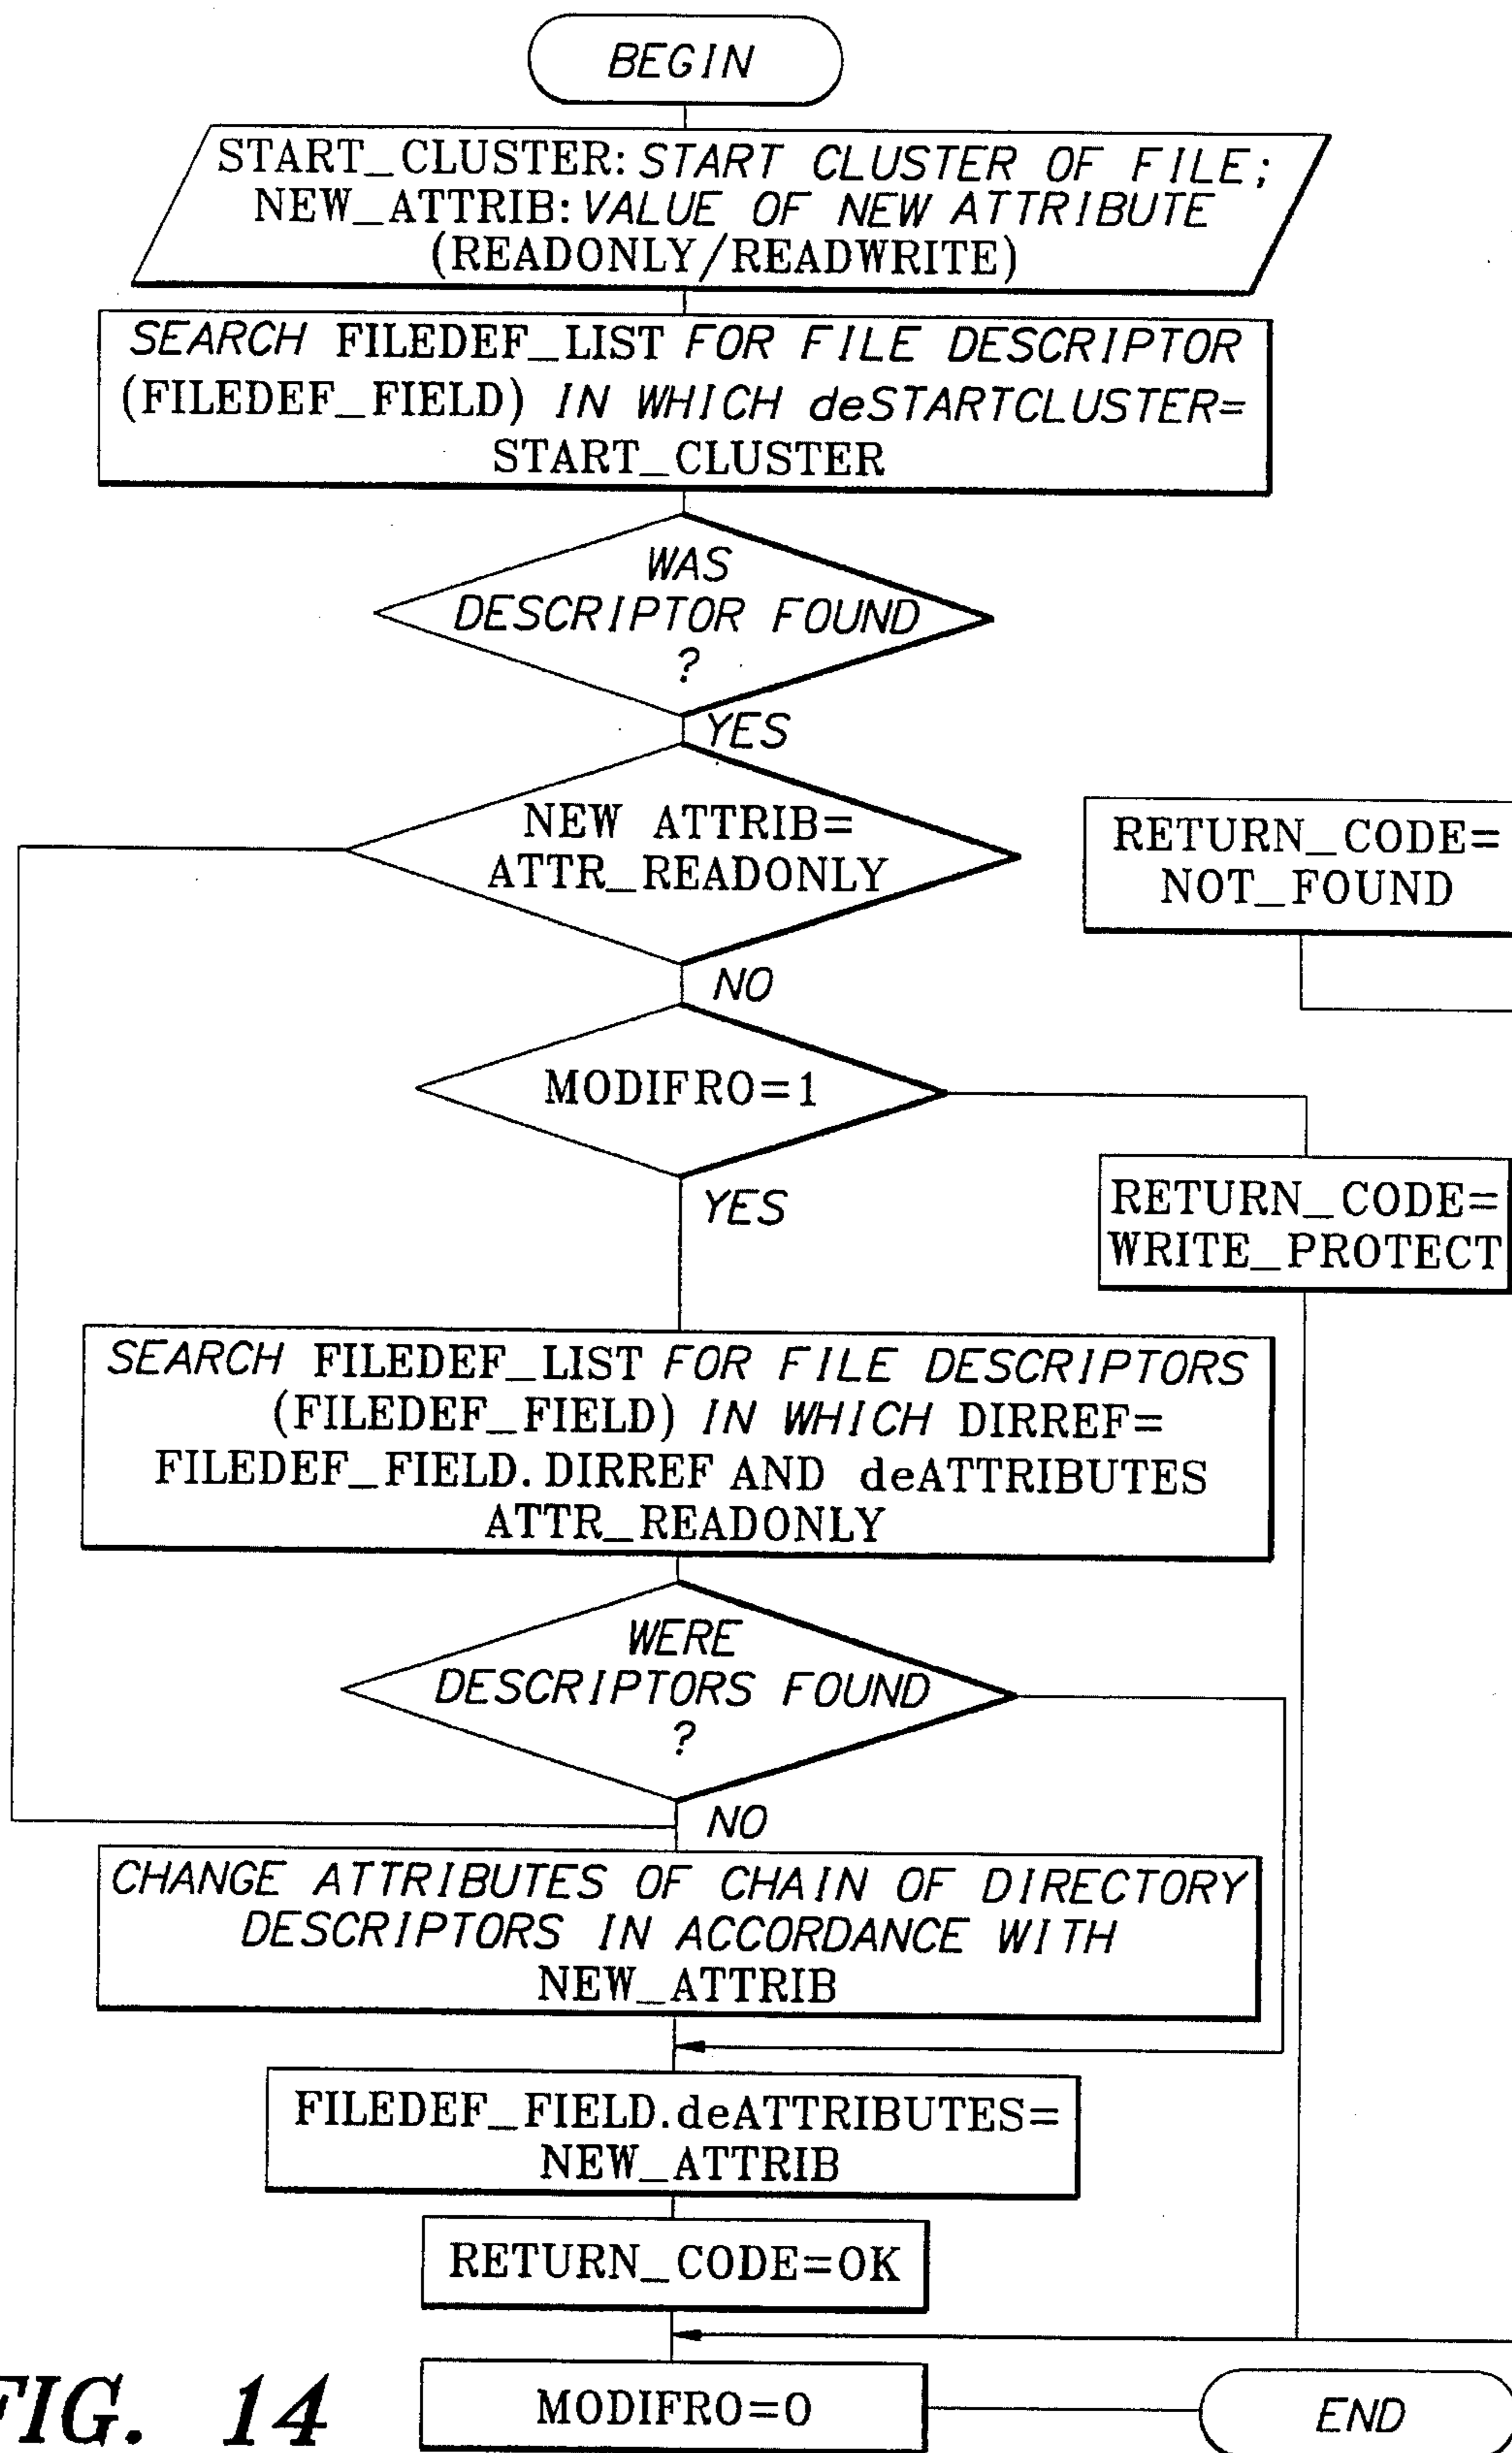 BEGIN
START_CLUSTER: START CLUSTER OF FILE;
NEW_ATTRIB: VALUE OF NEW ATTRIBUTE
(READONLY/READWRITE)
SEARCH FILEDEF_LIST FOR FILE DESCRIPTOR
(FILEDEF_FIELD) IN WHICH deSTARTCLUSTER=
START_CLUSTER
WAS
DESCRIPTOR FOUND
?
YES
NEW ATTRIB=
ATTR_READONLY
RETURN_CODE=
NOT_FOUND
NO
MODIFRO=1
YES
RETURN_CODE=
WRITE_PROTECT
SEARCH FILEDEF_LIST FOR FILE DESCRIPTORS
(FILEDEF_FIELD) IN WHICH DIRREF=
FILEDEF_FIELD.DIRREF AND deATTRIBUTES
ATTR_READONLY
WERE
DESCRIPTORS FOUND
?
NO
CHANGE ATTRIBUTES OF CHAIN OF DIRECTORY
DESCRIPTORS IN ACCORDANCE WITH
NEW_ATTRIB
FILEDEF_FIELD.deATTRIBUTES=
NEW_ATTRIB
RETURN_CODE=OK
MODIFRO=0
END
FIG. 14